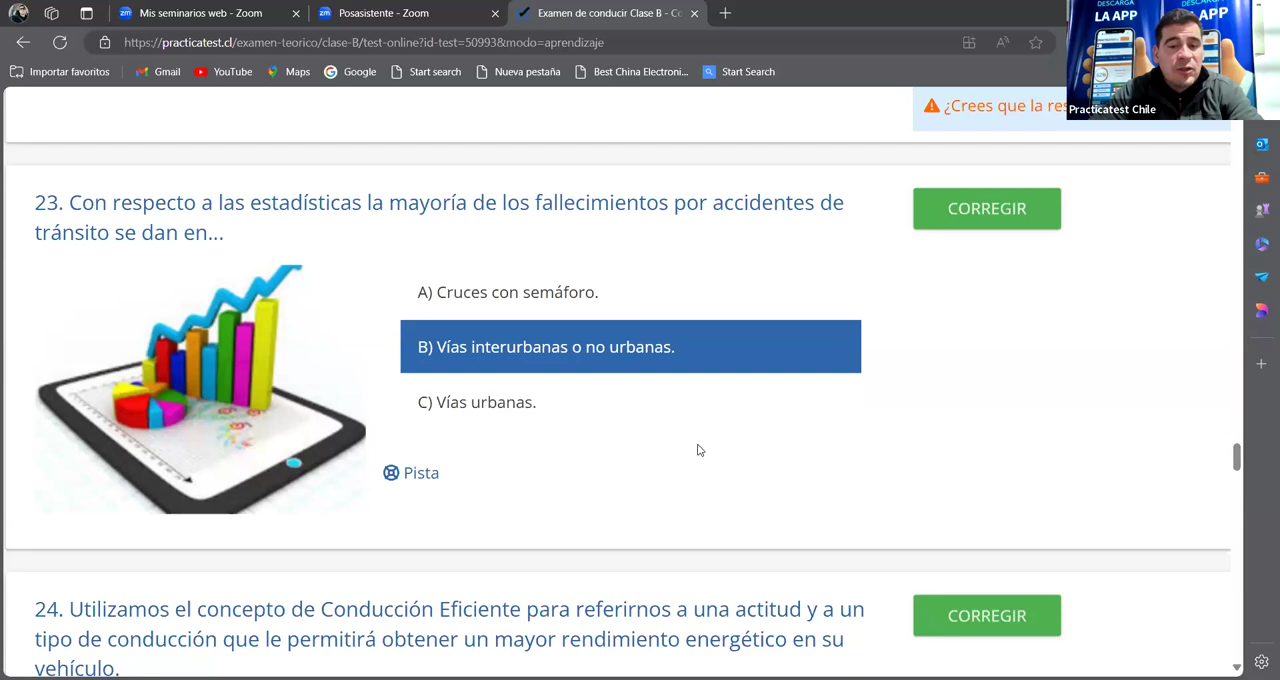 Mis seminarios web - Zoom
Posasistente - Zoom
Examen de conducir Clase B - Co
https://practicatest.cl/examen-teorico/clase-B/test-online?id-test=50993&modo=aprendizaje
Importar favoritos
Gmail
YouTube
Maps
Google
Start search
Nueva pestaña
Best China Electroni...
Start Search
DESCARGA
LA APP
DESCARGA
APP
Practicatest Chile
¿Crees que la res
23. Con respecto a las estadísticas la mayoría de los fallecimientos por accidentes de
tránsito se dan en...
CORREGIR
A) Cruces con semáforo.
B) Vías interurbanas o no urbanas.
C) Vías urbanas.
Pista
24. Utilizamos el concepto de Conducción Eficiente para referirnos a una actitud y a un
tipo de conducción que le permitirá obtener un mayor rendimiento energético en su
vehículo.
CORREGIR